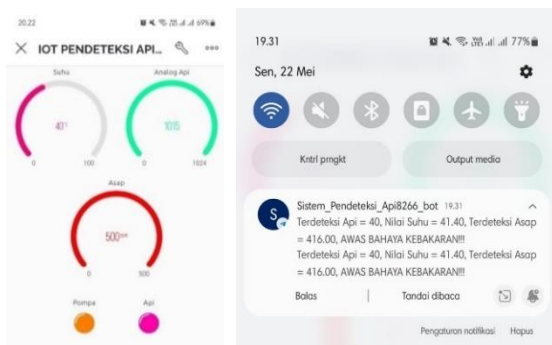 20.22
69%
IOT PENDETEKSI API...
Suhu
Analog Api
1015
0
100
0
1024
Asap
500
0
500
Pompa
Api
19.31
77%
Sen, 22 Mei
Kntrl prngkt
Output media
S
Sistem_Pendeteksi_Api8266_bot 19.31
Terdeteksi Api = 40, Nilai Suhu = 41.40, Terdeteksi Asap
= 416.00, AWAS BAHAYA KEBAKARAN!!!
Terdeteksi Api = 40, Nilai Suhu = 41.40, Terdeteksi Asap
= 416.00, AWAS BAHAYA KEBAKARAN!!!
Balas
Tandai dibaca
Pengaturan notifikasi
Hapus